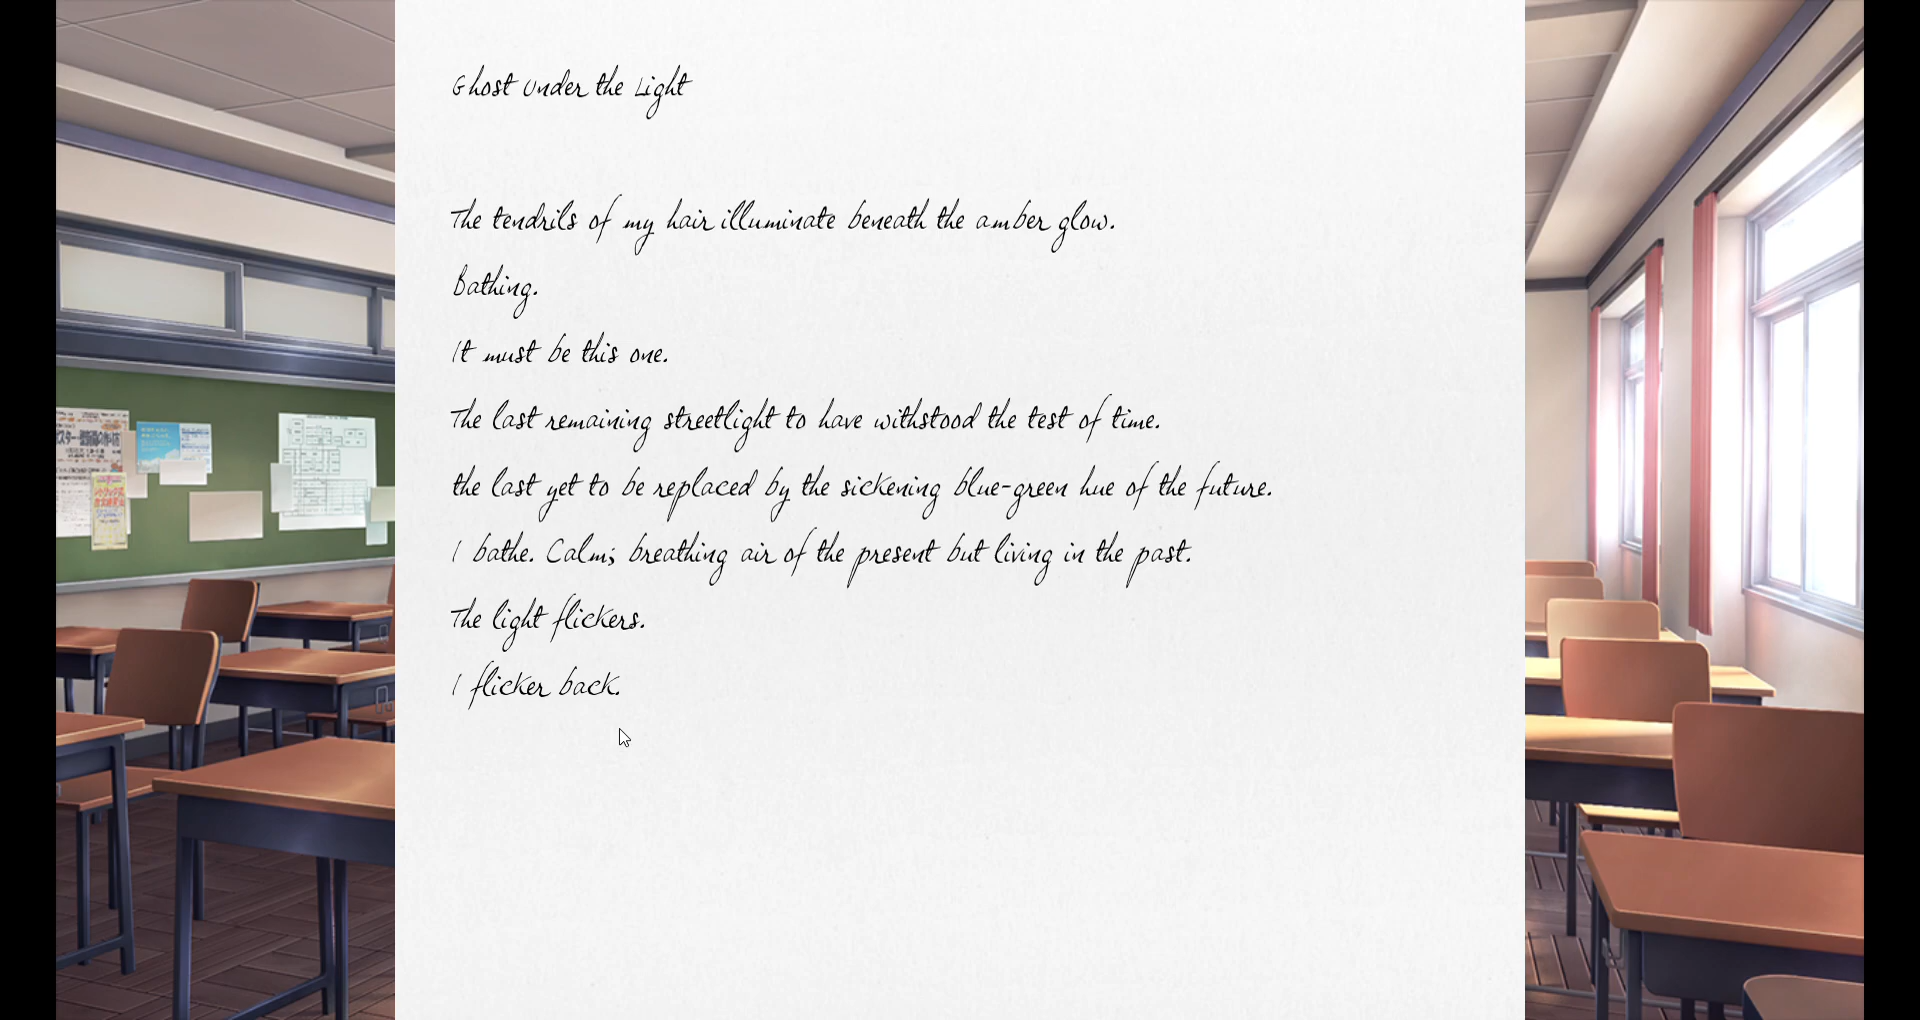 Ghost Under the Light
The tendrils of my hair illuminate beneath the amber glow.
Bathing.
It must be this one.
The last remaining streetlight to have withstood the test of time.
the last yet to be replaced by the sickening blue-green hue of the future.
I bathe. Calm; breathing air of the present but living in the past.
The light flickers.
I flicker back.